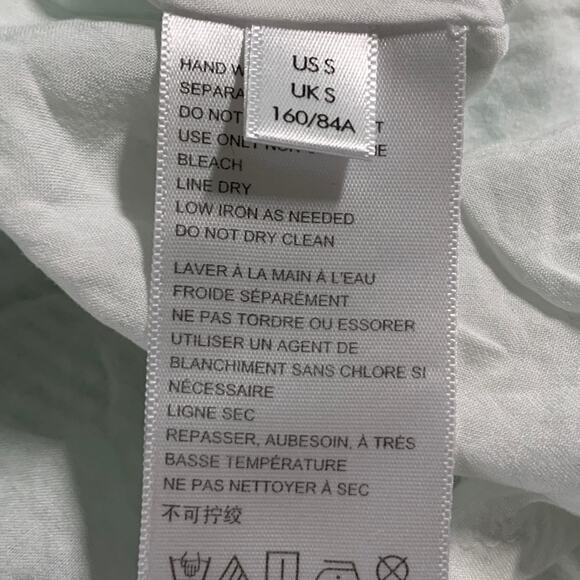 US S
UK S
160/84A
HAND
SEPARA
DO NOT
USE ONLY
BLEACH
LINE DRY
LOW IRON AS NEEDED
DO NOT DRY CLEAN
LAVER À LA MAIN À L'EAU
FROIDE SÉPARÉMENT
NE PAS TORDRE OU ESSORER
UTILISER UN AGENT DE
BLANCHIMENT SANS CHLORE SI
NÉCESSAIRE
LIGNE SEC
REPASSER, AUBESOIN, À TRÉS
BASSE TEMPÉRATURE
NE PAS NETTOYER À SEC
不可拧绞